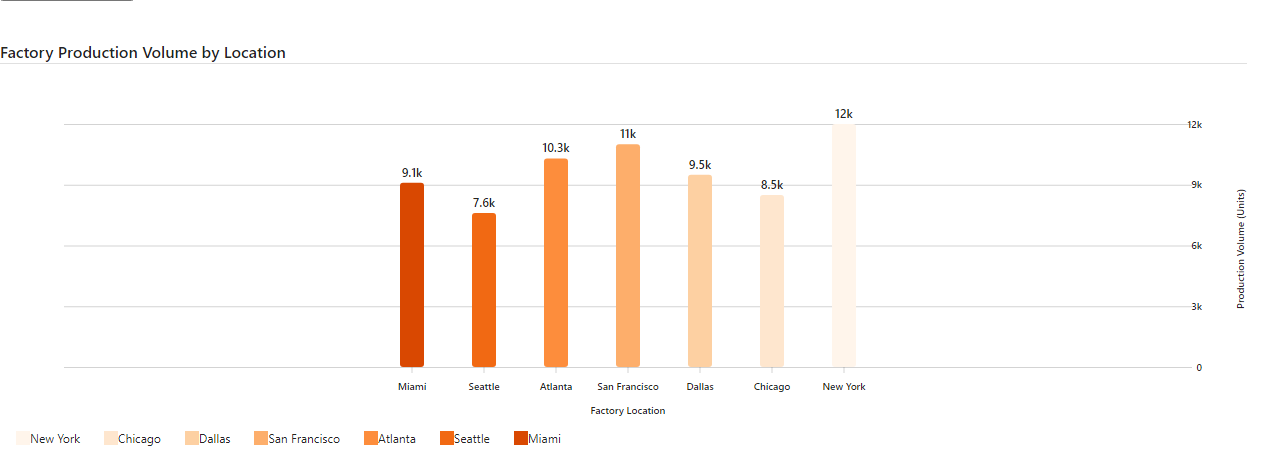 Factory Production Volume by Location
12k
11k
10.3k
9.5k
9.1k
8.5k
7.6k
12k
9k
6k
3k
0
Production Volume (Units)
Miami Seattle Atlanta San Francisco Dallas Chicago New York
Factory Location
New York Chicago Dallas San Francisco Atlanta Seattle Miami